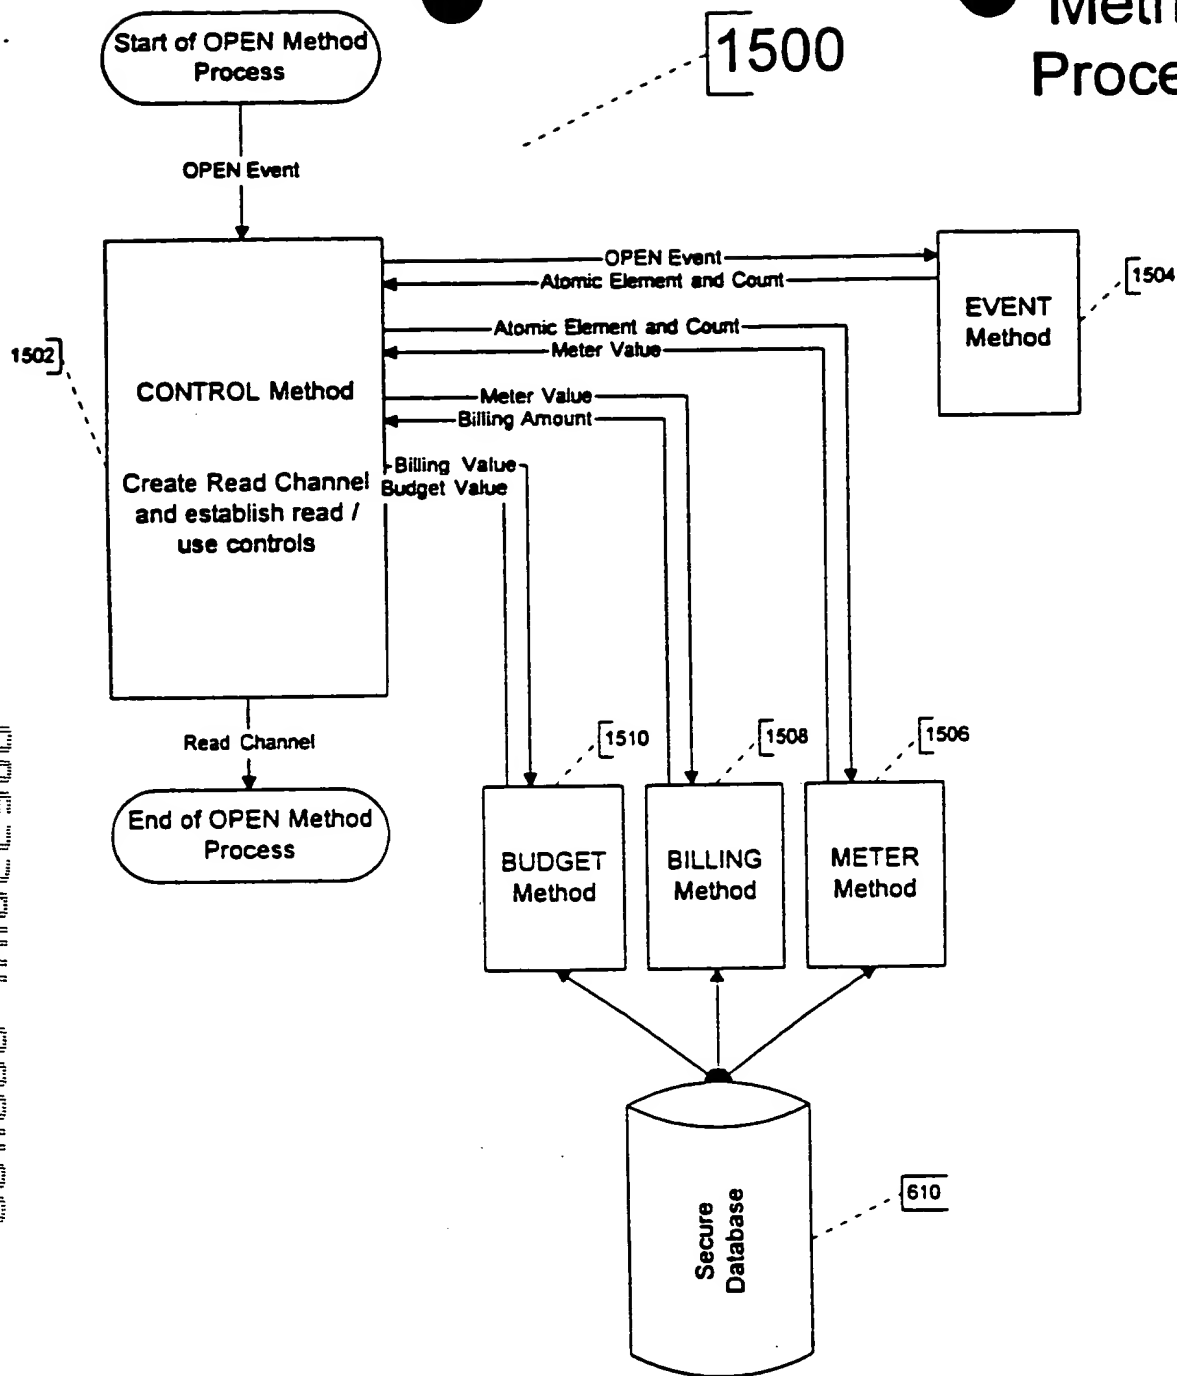 Start of OPEN Method
Process
1500
Proce
OPEN Event
OPEN Event
Atomic Element and Count
EVENT
Method
1504
Atomic Element and Count
Meter Value
1502
CONTROL Method
Meter Value
Billing Amount
Billing Value
Budget Value
Create Read Channel
and establish read /
use controls
Read Channel
1510
1508
1506
End of OPEN Method
Process
BUDGET
Method
BILLING
Method
METER
Method
Secure
Database
610